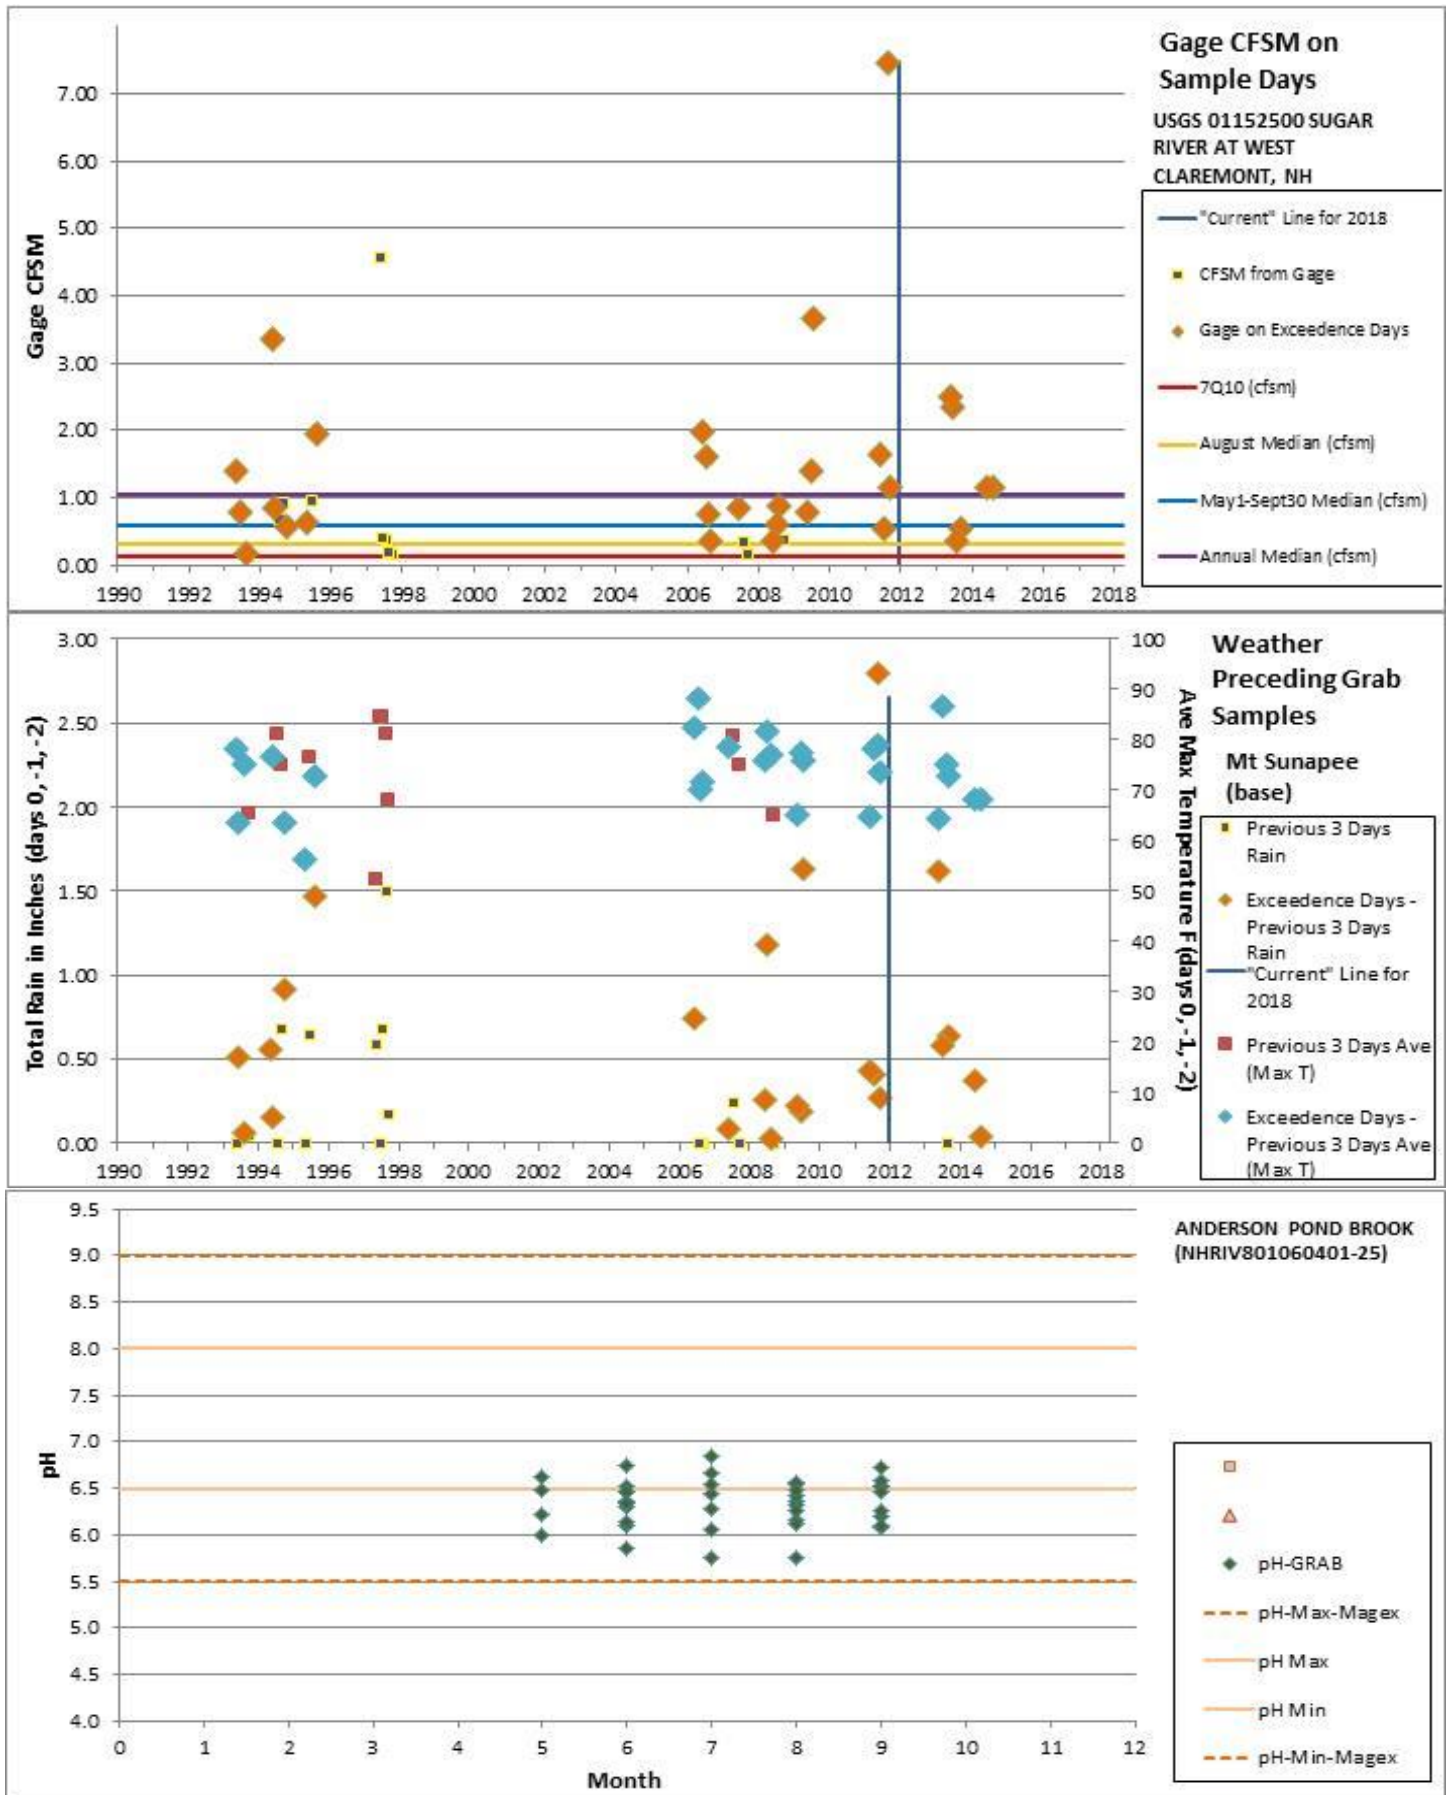 Gage CFSM on
Sample Days
USGS 01152500 SUGAR
RIVER AT WEST
CLAREMONT, NH
Gage CFSM
7.00
6.00
5.00
4.00
3.00
2.00
1.00
0.00
1990 1992 1994 1996 1998 2000 2002 2004 2006 2008 2010 2012 2014 2016 2018
"Current" Line for 2018
CFSM from Gage
Gage on Exceedence Days
7Q10 (cfsm)
August Median (cfsm)
May1-Sept30 Median (cfsm)
Annual Median (cfsm)
Weather
Preceding Grab
Samples
Mt Sunapee
(base)
Total Rain in Inches (days 0, -1, -2)
3.00
2.50
2.00
1.50
1.00
0.50
0.00
1990 1992 1994 1996 1998 2000 2002 2004 2006 2008 2010 2012 2014 2016 2018
100
90
80
70
60
50
40
30
20
10
0
Ave Max Temperature F (days 0, -1, -2)
Previous 3 Days
Rain
Exceedence Days -
Previous 3 Days
Rain
"Current" Line for
2018
Previous 3 Days Ave
(Max T)
Exceedence Days -
Previous 3 Days Ave
(Max T)
ANDERSON POND BROOK
(NHRIV801060401-25)
pH
9.5
9.0
8.5
8.0
7.5
7.0
6.5
6.0
5.5
5.0
4.5
4.0
0 1 2 3 4 5 6 7 8 9 10 11 12
Month
pH-GRAB
pH-Max-Magex
pH Max
pH Min
pH-Min-Magex